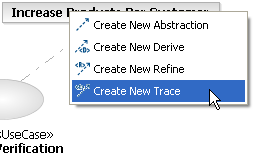 Increase Products Per Customer
Create New Abstraction
Create New Derive
Create New Refine
Create New Trace
«UseCase»
Verification